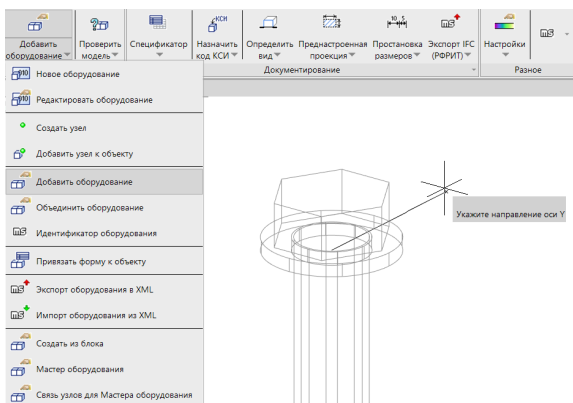 Добавить
оборудование
Проверить
модель
Спецификатор
КСН
Назначить
код КСИ
Определить
вид
Преднастроенная
проекция
10 5
Простановка
размеров
Экспорт IFC
(РФРИТ)
Настройки
Документирование
Разное
Новое оборудование
Редактировать оборудование
Создать узел
Добавить узел к объекту
Добавить оборудование
Объединить оборудование
Идентификатор оборудования
Привязать форму к объекту
Экспорт оборудования в XML
Импорт оборудования из XML
Создать из блока
Мастер оборудования
Связь узлов для Мастера оборудования
Укажите направление оси Y